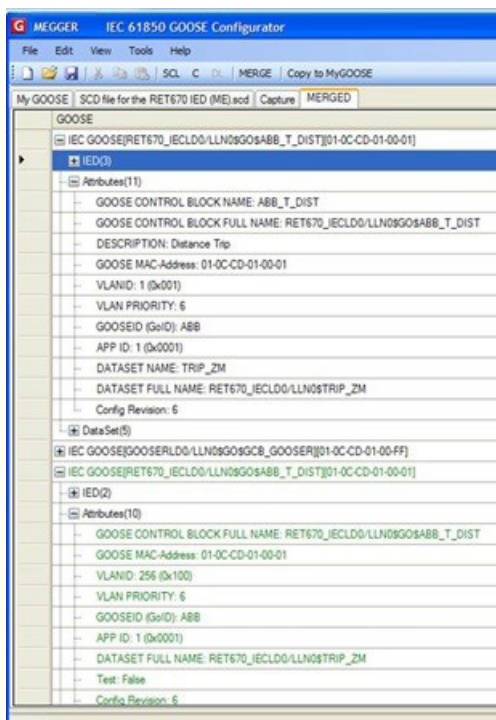 G MEGGER IEC 61850 GOOSE Configurator
File Edit View Tools Help
SCL C DL MERGE Copy to MyGOOSE
My GOOSE SCD file for the RET670 IED (ME).scd Capture MERGED
GOOSE
IEC GOOSE[RET670_IECLD0/LLN0$GO$ABB_T_DIST][01-0C-CD-01-00-01]
IED(3)
Attributes(11)
GOOSE CONTROL BLOCK NAME: ABB_T_DIST
GOOSE CONTROL BLOCK FULL NAME: RET670_IECLD0/LLN0$GO$ABB_T_DIST
DESCRIPTION: Distance Trip
GOOSE MAC-Address: 01-0C-CD-01-00-01
VLANID: 1 (0x001)
VLAN PRIORITY: 6
GOOSEID (GoID): ABB
APP ID: 1 (0x0001)
DATASET NAME: TRIP_ZM
DATASET FULL NAME: RET670_IECLD0/LLN0$TRIP_ZM
Config Revision: 6
DataSet(5)
IEC GOOSE[GOOSERLD0/LLN0$GO$GCB_GOOSER][01-0C-CD-01-00-FF]
IEC GOOSE[RET670_IECLD0/LLN0$GO$ABB_T_DIST][01-0C-CD-01-00-01]
IED(2)
Attributes(10)
GOOSE CONTROL BLOCK FULL NAME: RET670_IECLD0/LLN0$GO$ABB_T_DIST
GOOSE MAC-Address: 01-0C-CD-01-00-01
VLANID: 256 (0x100)
VLAN PRIORITY: 6
GOOSEID (GoID): ABB
APP ID: 1 (0x0001)
DATASET FULL NAME: RET670_IECLD0/LLN0$TRIP_ZM
Test: False
Config Revision: 6